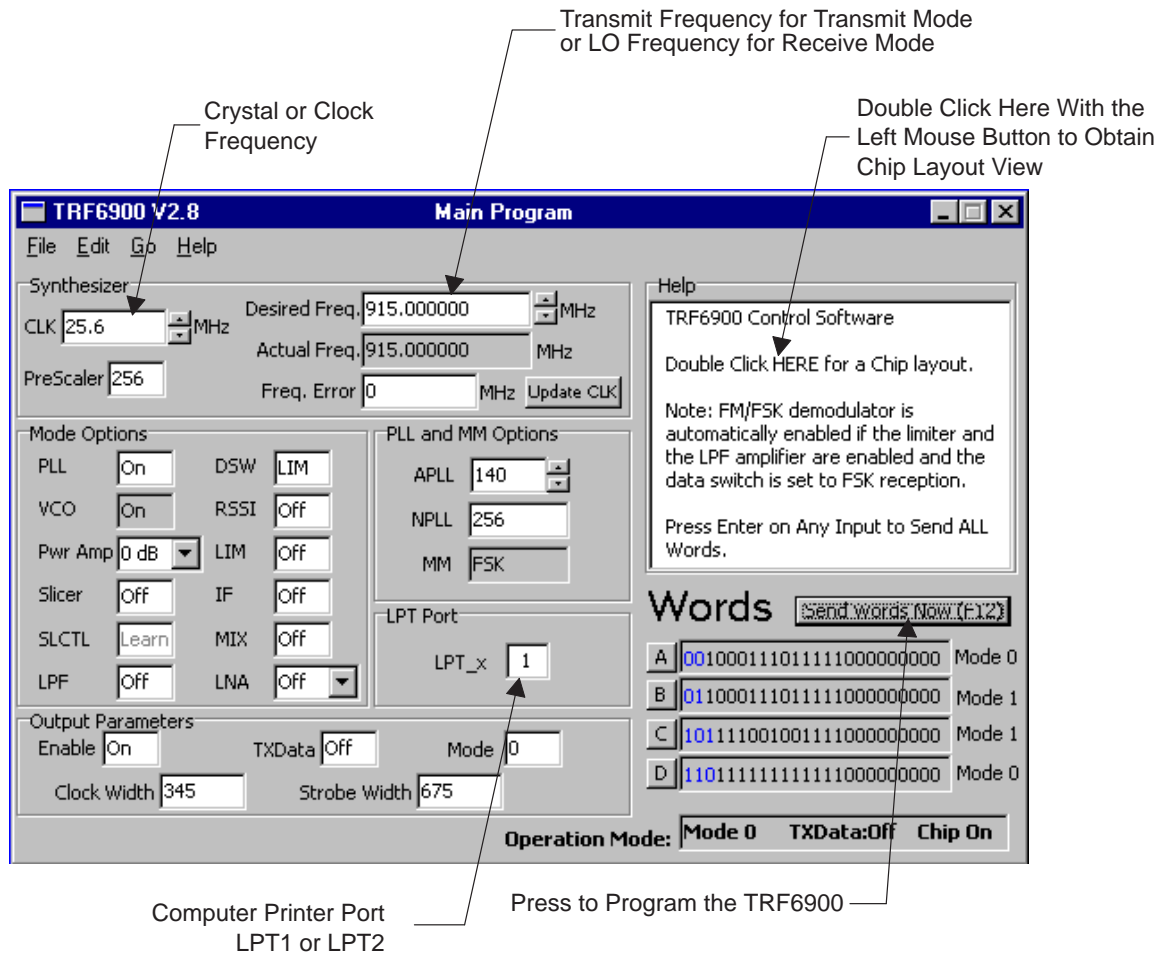 Transmit Frequency for Transmit Mode
or LO Frequency for Receive Mode
Crystal or Clock
Frequency
Double Click Here With the
Left Mouse Button to Obtain
Chip Layout View
TRF6900 V2.8 Main Program
File Edit Go Help
Synthesizer
CLK 25.6 MHz
PreScaler 256
Desired Freq. 915.000000 MHz
Actual Freq. 915.000000 MHz
Freq. Error 0 MHz Update CLK
Help
TRF6900 Control Software
Double Click HERE for a Chip layout.
Note: FM/FSK demodulator is
automatically enabled if the limiter and
the LPF amplifier are enabled and the
data switch is set to FSK reception.
Press Enter on Any Input to Send ALL
Words.
Mode Options
PLL On DSW LIM
VCO On RSSI Off
Pwr Amp 0 dB LIM Off
Slicer Off IF Off
SLCTL Learn MIX Off
LPF Off LNA Off
PLL and MM Options
APLL 140
NPLL 256
MM FSK
LPT Port
LPT_x 1
Words Send Words Now (F12)
A 001000111011111000000000 Mode 0
B 011000111011111000000000 Mode 1
C 101111001001111000000000 Mode 1
D 110111111111111000000000 Mode 0
Output Parameters
Enable On TXData Off Mode 0
Clock Width 345 Strobe Width 675
Operation Mode: Mode 0 TXData:Off Chip On
Computer Printer Port
LPT1 or LPT2
Press to Program the TRF6900